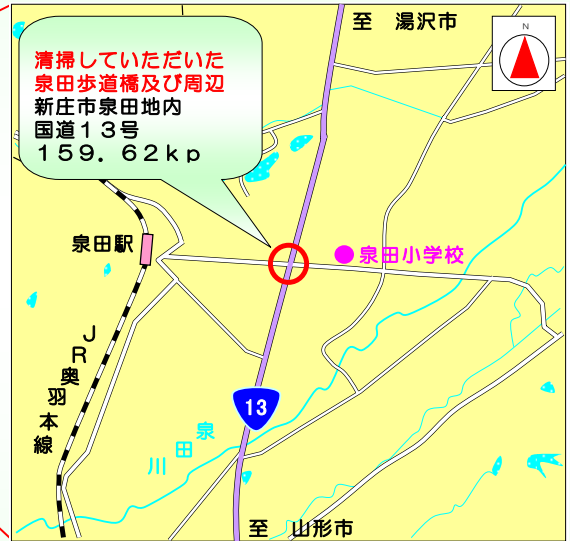 至 湯沢市
N
清掃していただいた
泉田歩道橋及び周辺
新庄市泉田地内
国道13号
159.62kp
泉田駅
泉田小学校
JR奥羽本線
13
泉田川
至 山形市